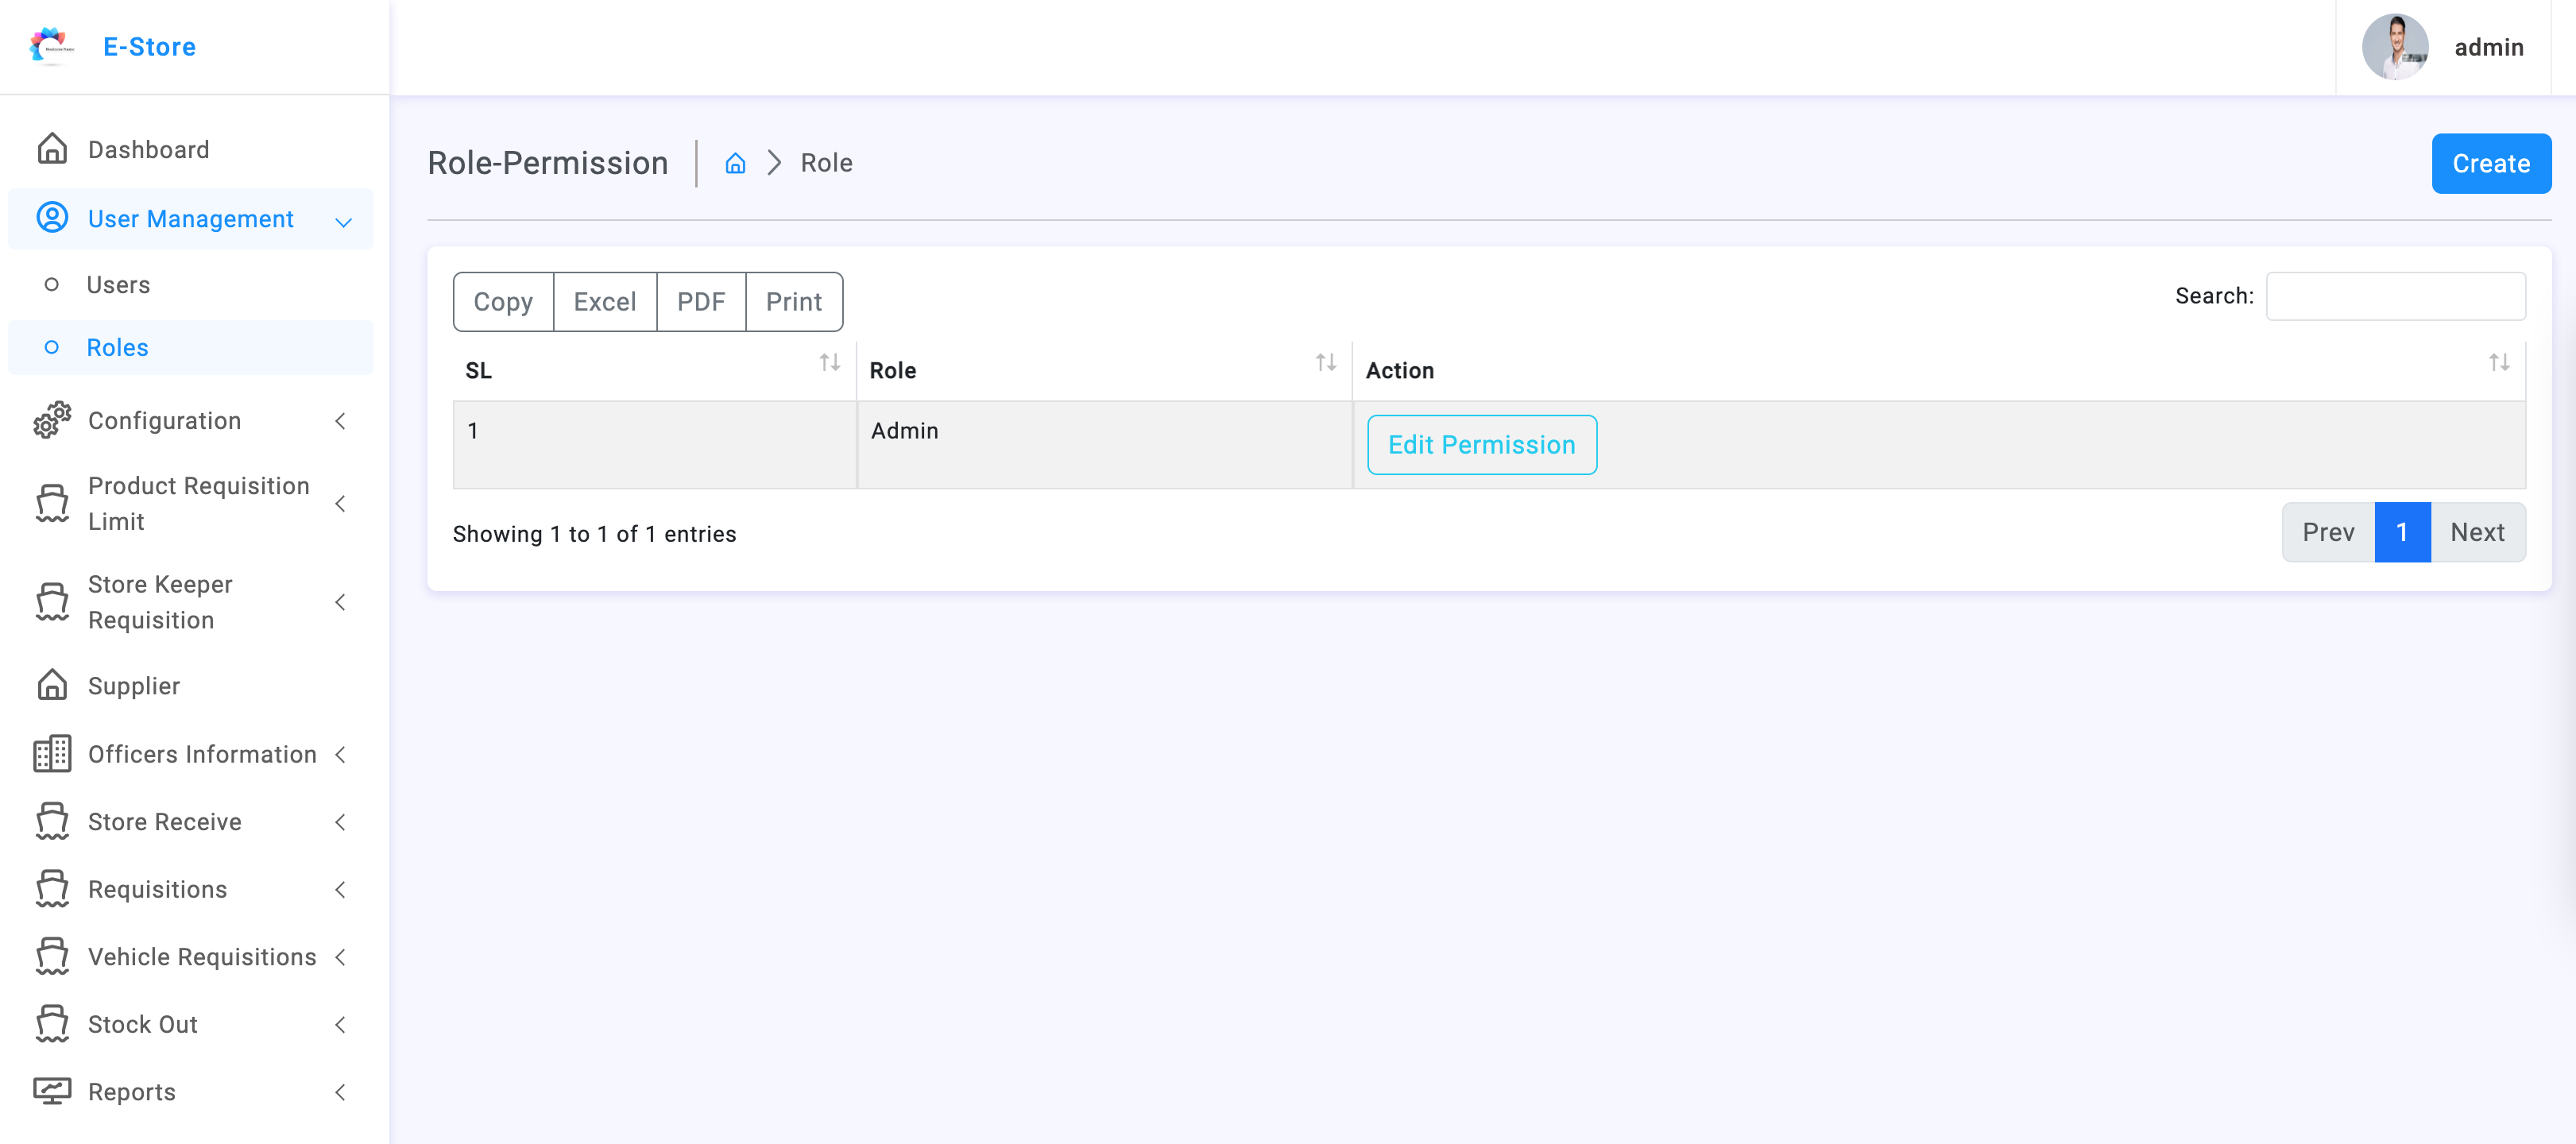 E-Store
admin
Dashboard
User Management
Users
Roles
Configuration
Product Requisition
Limit
Store Keeper
Requisition
Supplier
Officers Information
Store Receive
Requisitions
Vehicle Requisitions
Stock Out
Reports
Role-Permission
Role
Create
Copy Excel PDF Print
Search:
SL Role Action
1 Admin Edit Permission
Showing 1 to 1 of 1 entries
Prev 1 Next